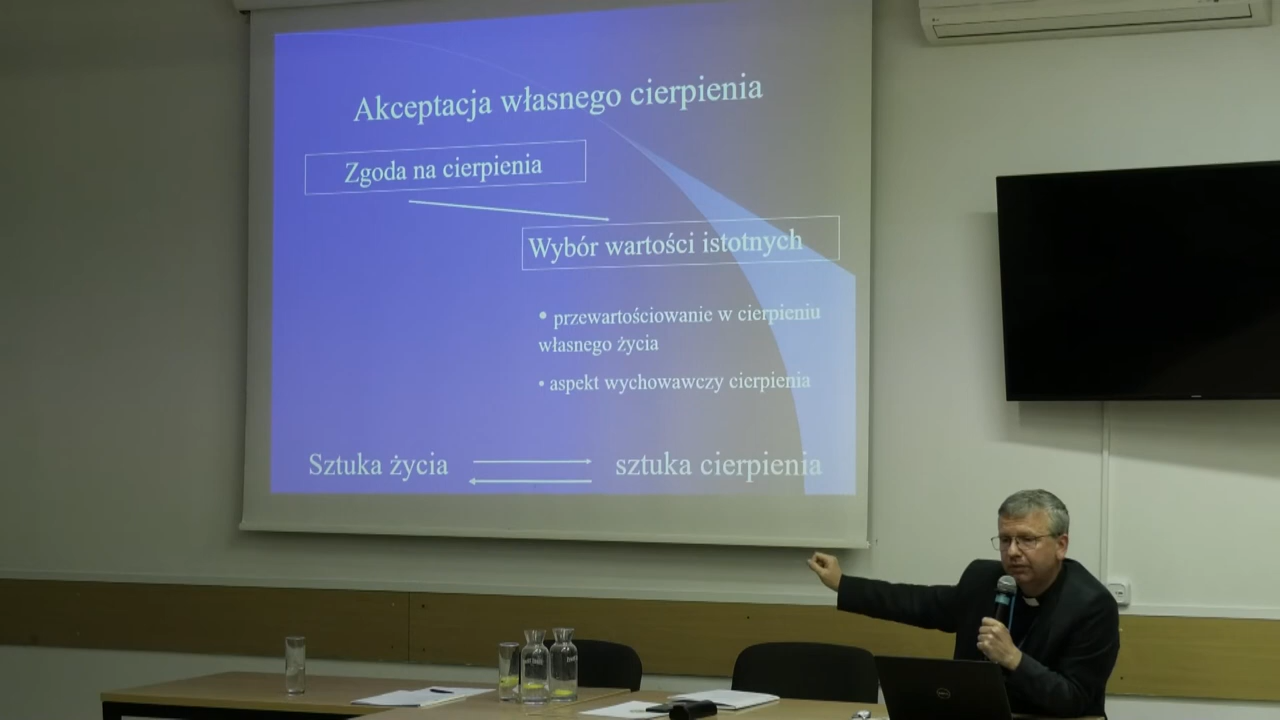 Akceptacja własnego cierpienia
Zgoda na cierpienia
Wybór wartości istotnych
• przewartościowanie w cierpieniu
własnego życia
• aspekt wychowawczy cierpienia
Sztuka życia sztuka cierpienia
DELL